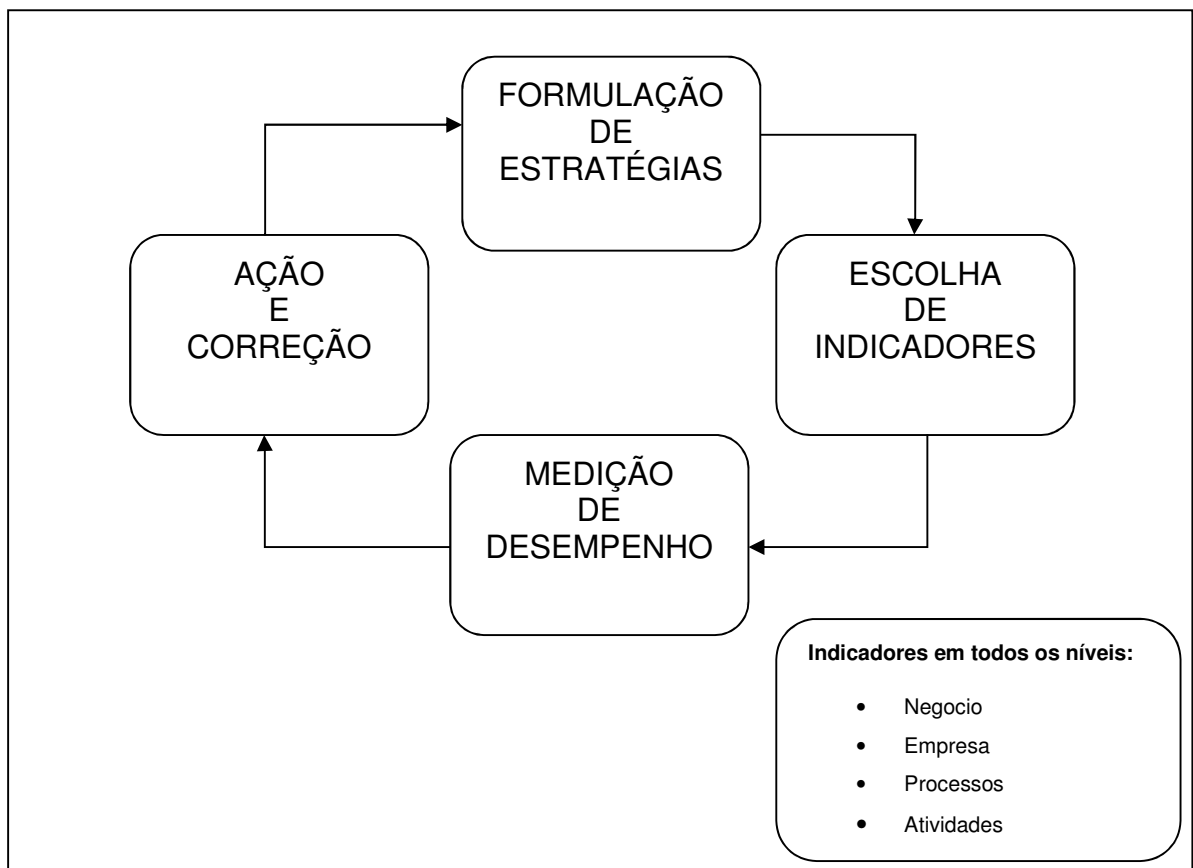 FORMULAÇÃO
DE
ESTRATÉGIAS
AÇÃO
E
CORREÇÃO
ESCOLHA
DE
INDICADORES
MEDIÇÃO
DE
DESEMPENHO
Indicadores em todos os níveis:
• Negocio
• Empresa
• Processos
• Atividades